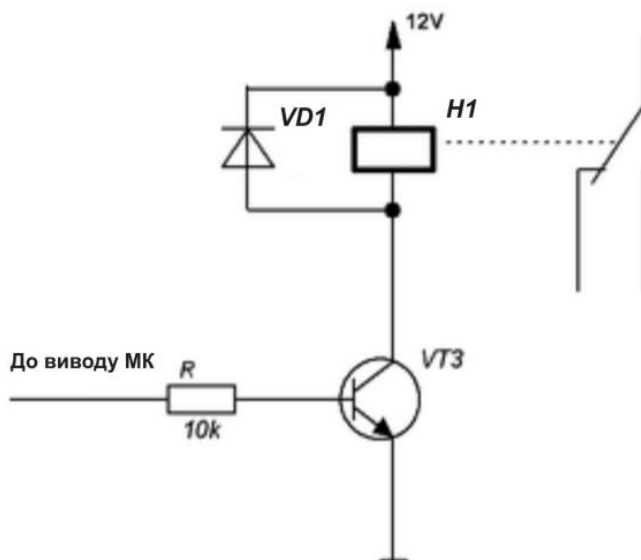 12V
VD1
H1
До виводу МК
R
VT3
10k